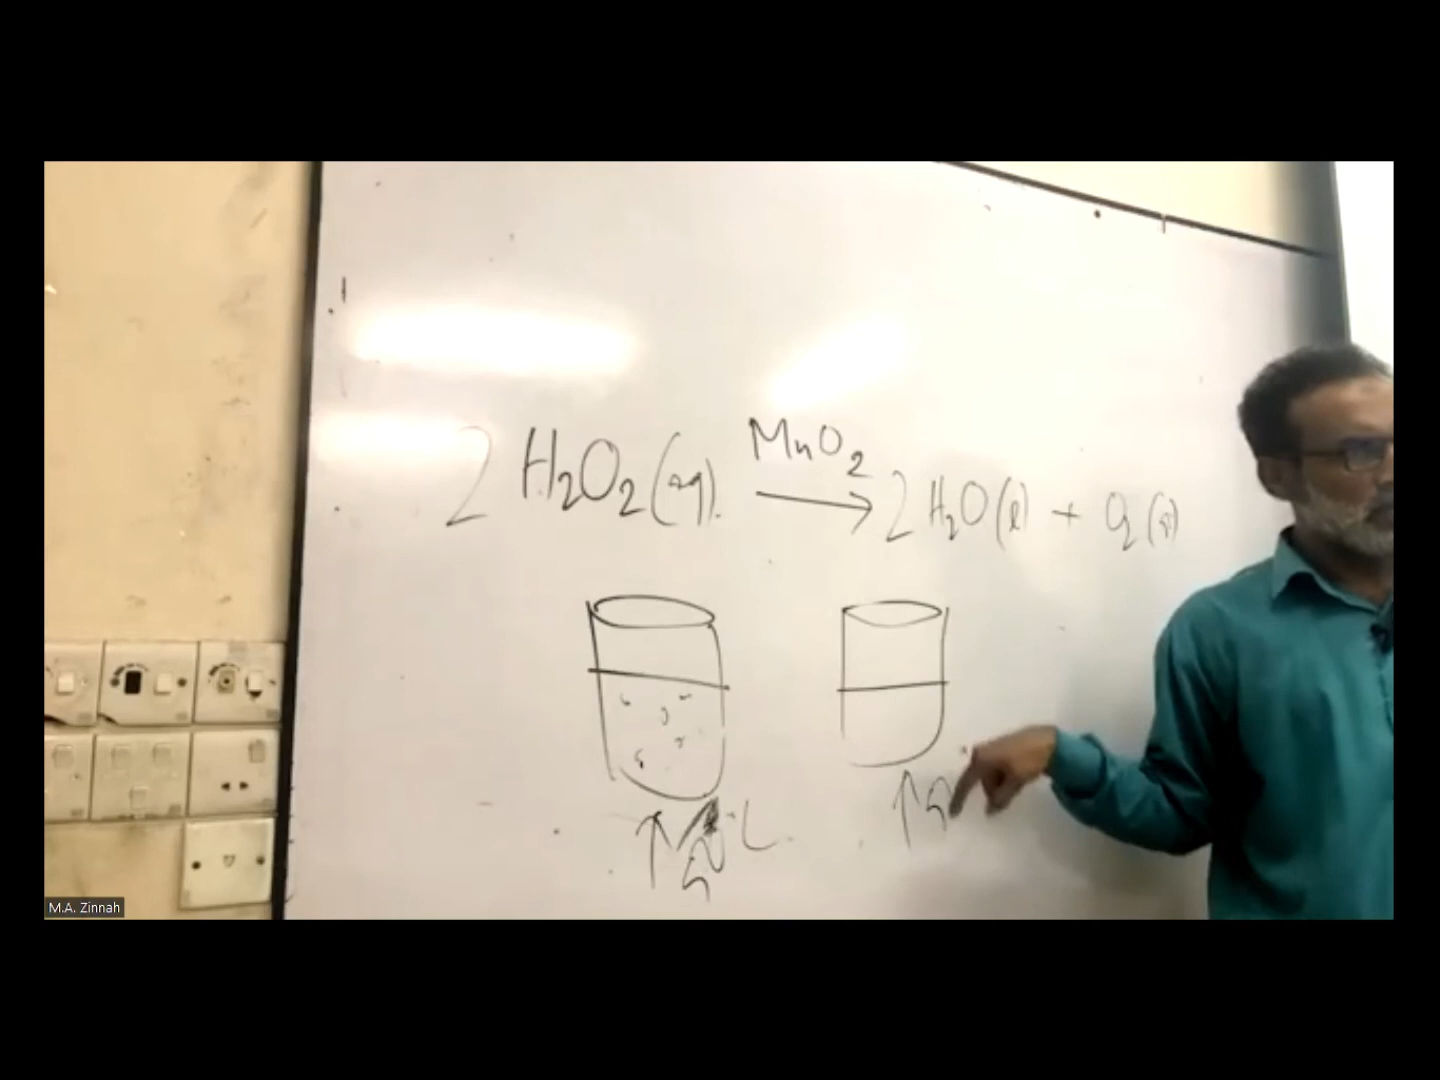 2 H₂O₂ (aq) MnO₂ → 2 H₂O (l) + O₂ (g)
M.A. Zinnah